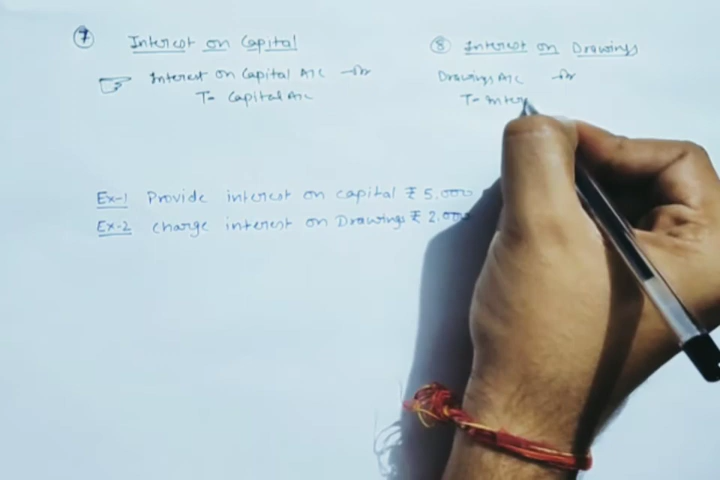 7 Interest on Capital
Interest on Capital A/C Dr
To Capital A/C
8 Interest on Drawings
Drawings A/C Dr
To Inter
Ex-1 Provide interest on capital ₹ 5,000
Ex-2 Charge interest on Drawings ₹ 2,000